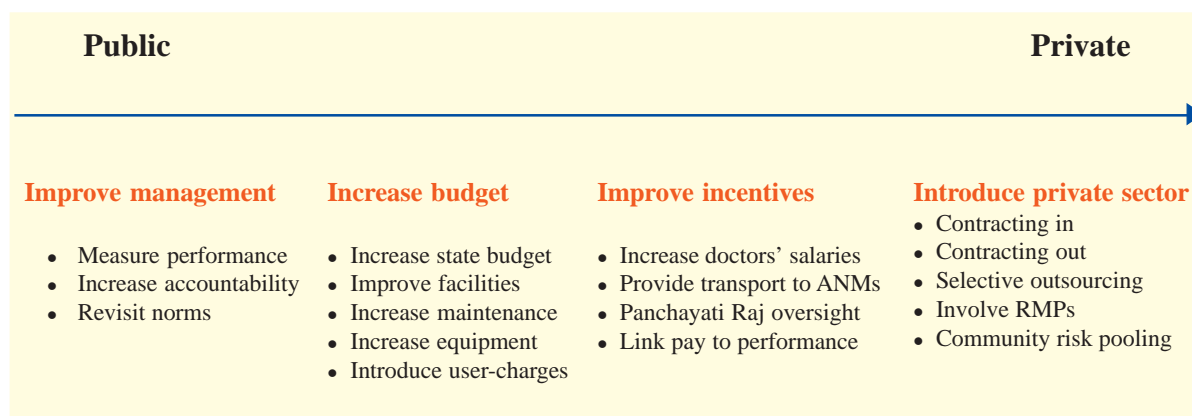 Public
Private
Improve management
• Measure performance
• Increase accountability
• Revisit norms
Increase budget
• Increase state budget
• Improve facilities
• Increase maintenance
• Increase equipment
• Introduce user-charges
Improve incentives
• Increase doctors’ salaries
• Provide transport to ANMs
• Panchayati Raj oversight
• Link pay to performance
Introduce private sector
• Contracting in
• Contracting out
• Selective outsourcing
• Involve RMPs
• Community risk pooling